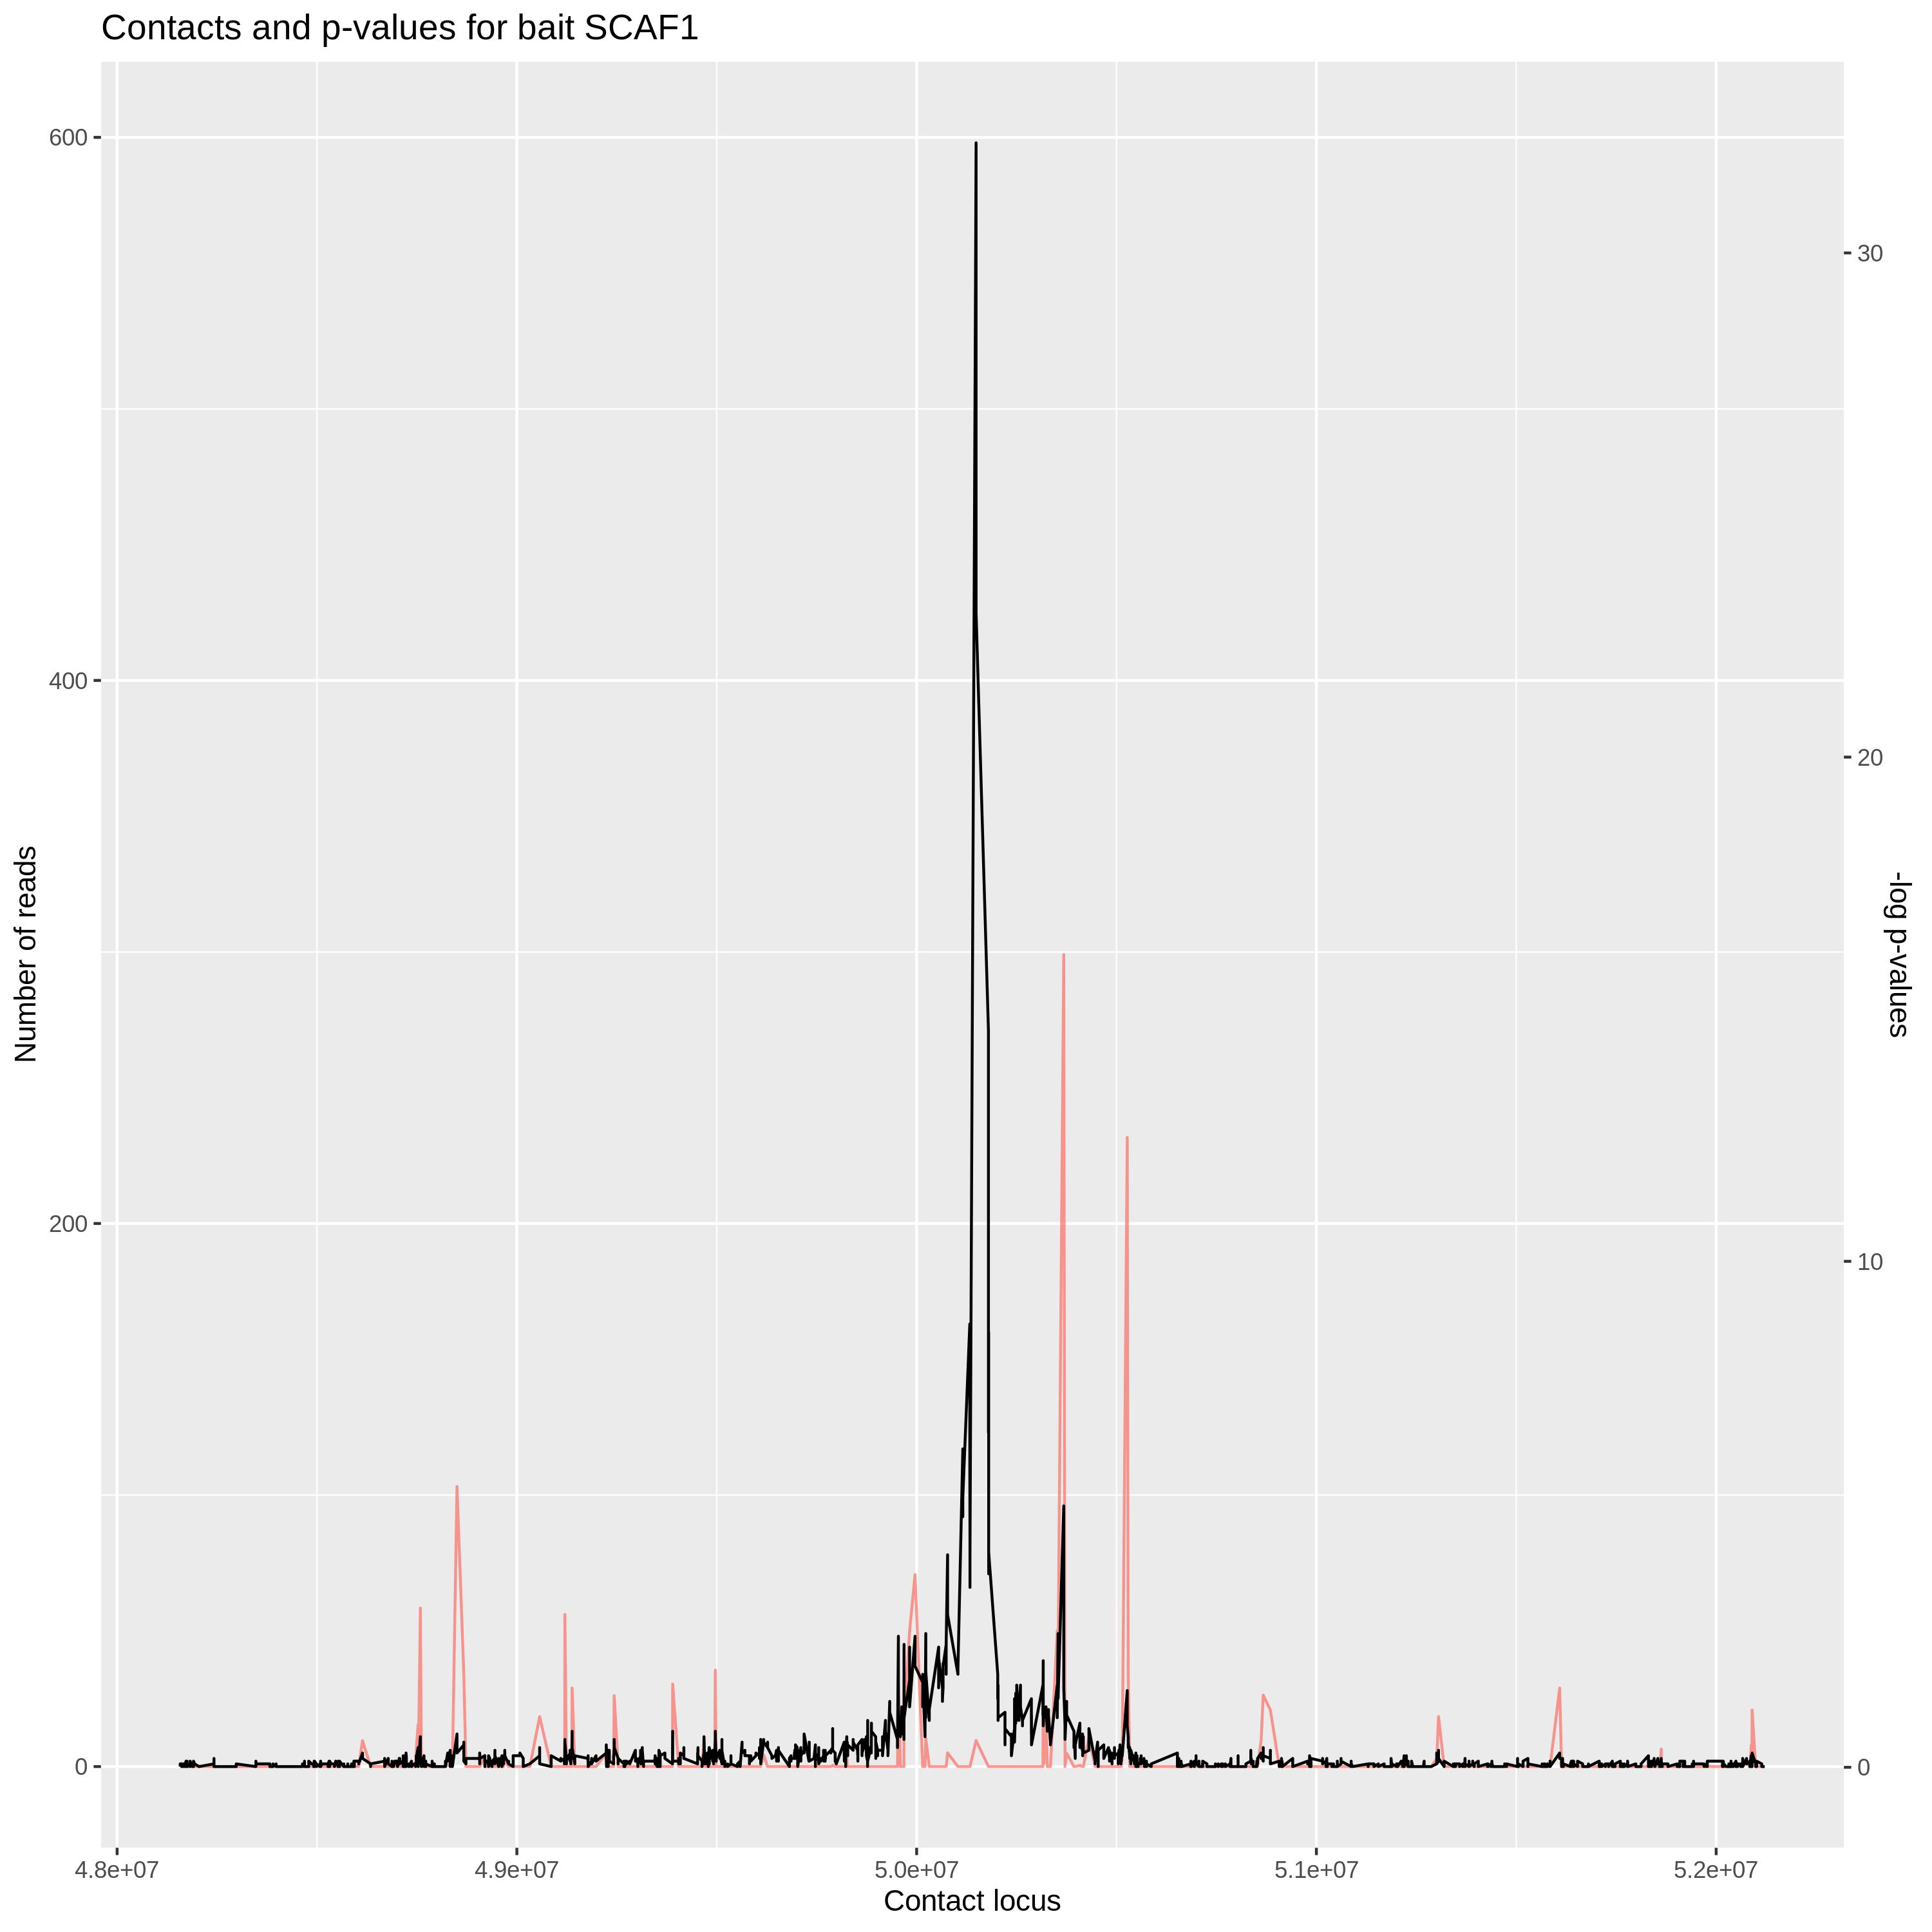 Contacts and p-values for bait SCAF1
600
400
200
0
Number of reads
30
20
10
0
-log p-values
4.8e+07
4.9e+07
5.0e+07
5.1e+07
5.2e+07
Contact locus